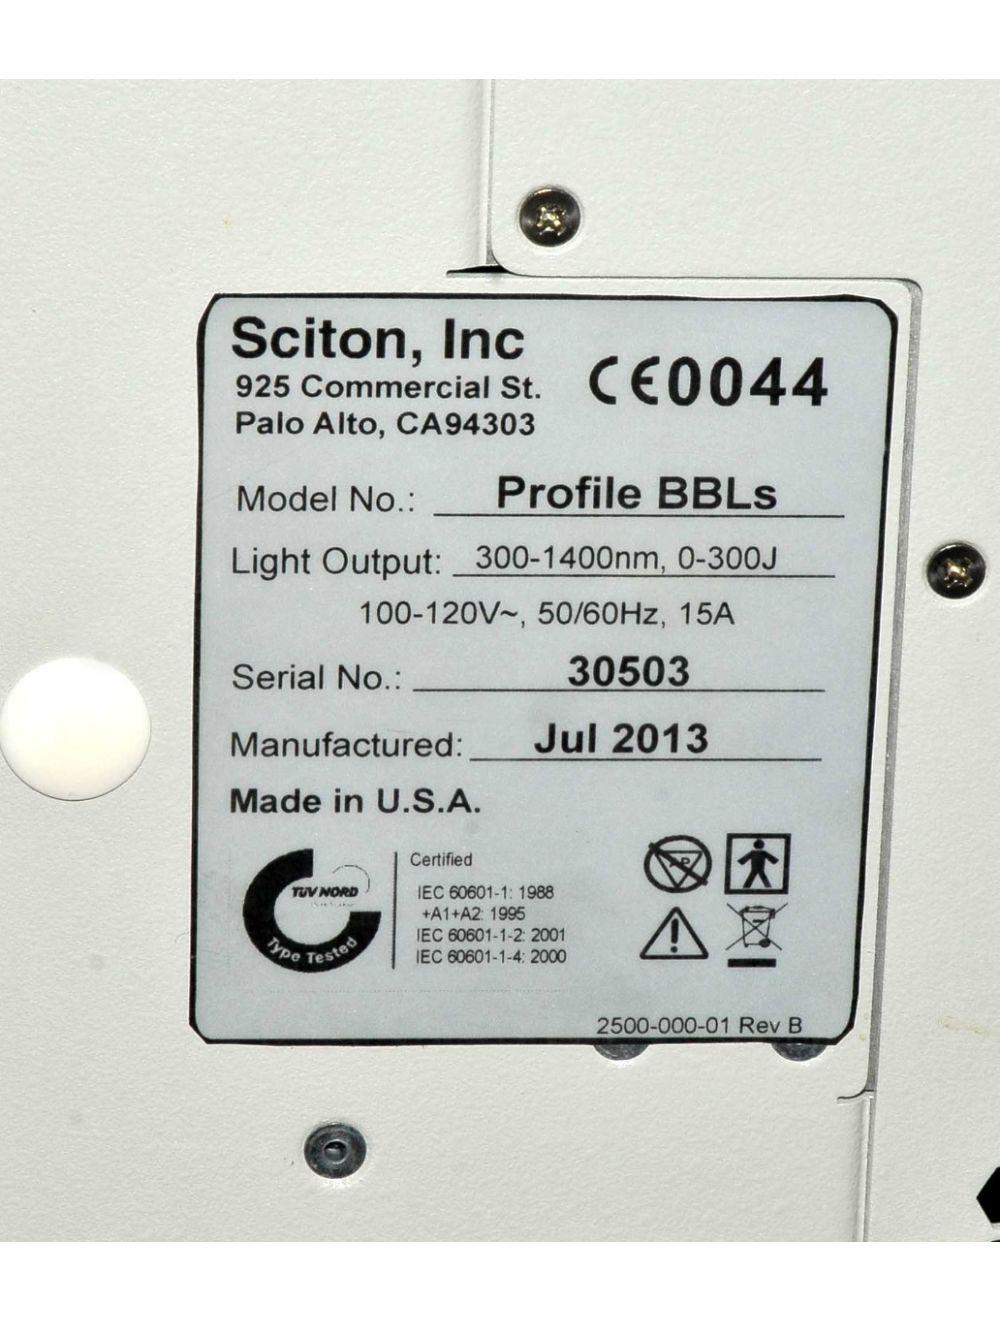 Sciton, Inc
925 Commercial St.
Palo Alto, CA94303
CE0044
Model No.: Profile BBLs
Light Output: 300-1400nm, 0-300J
100-120V~, 50/60Hz, 15A
Serial No.: 30503
Manufactured: Jul 2013
Made in U.S.A.
TÜV NORD
Type Tested
Certified
IEC 60601-1: 1988
+A1+A2: 1995
IEC 60601-1-2: 2001
IEC 60601-1-4: 2000
AP
2500-000-01 Rev B